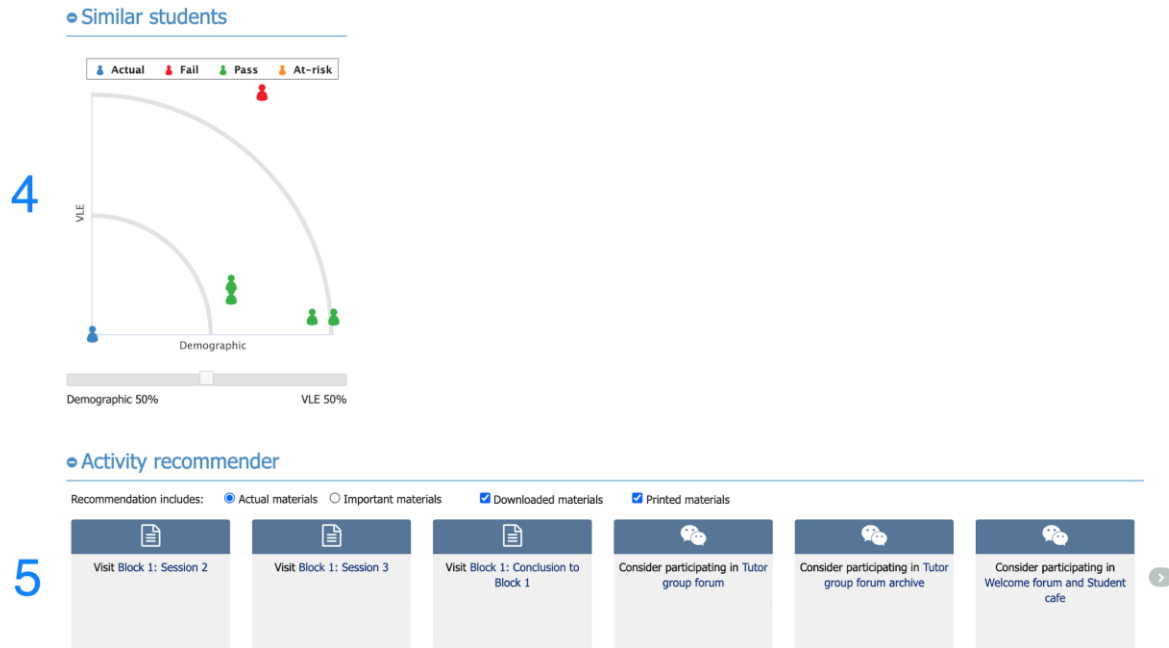 Similar students
Actual Fail Pass At-risk
4
VLE
Demographic
Demographic 50% VLE 50%
Activity recommender
Recommendation includes: Actual materials Important materials Downloaded materials Printed materials
5
Visit Block 1: Session 2
Visit Block 1: Session 3
Visit Block 1: Conclusion to
Block 1
Consider participating in Tutor
group forum
Consider participating in Tutor
group forum archive
Consider participating in
Welcome forum and Student
cafe